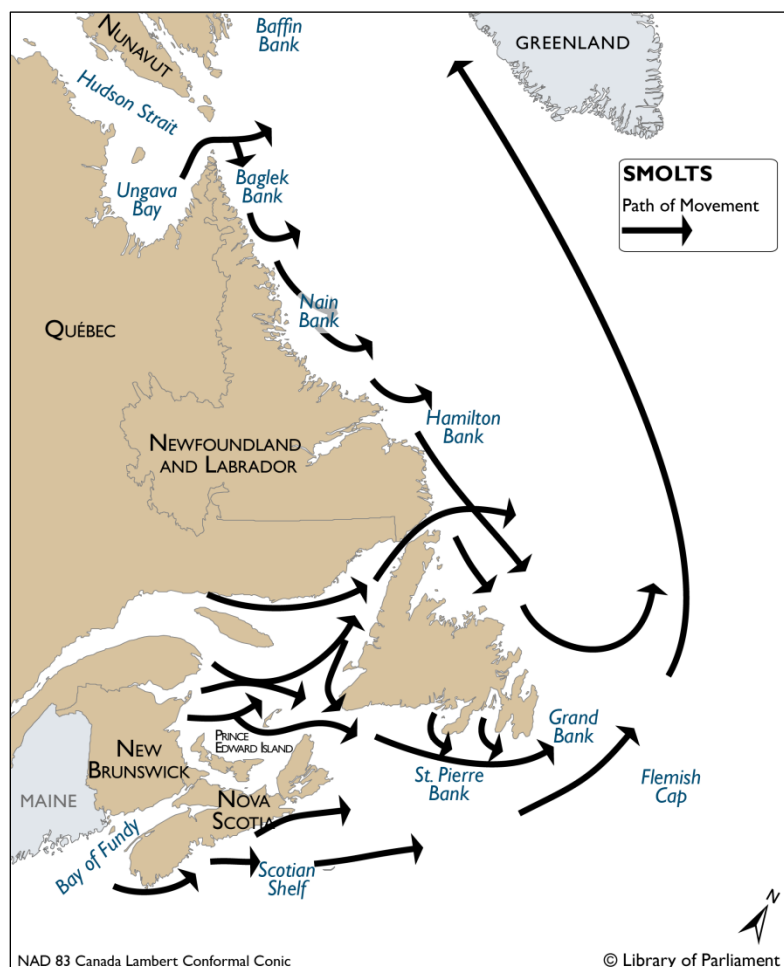 Baffin
Bank
NUNAVUT
GREENLAND
Hudson Strait
SMOLTS
Path of Movement
Ungava
Bay
Baglek
Bank
Nain
Bank
QUÉBEC
Hamilton
Bank
NEWFOUNDLAND
AND LABRADOR
PRINCE
EDWARD ISLAND
Grand
Bank
NEW
BRUNSWICK
St. Pierre
Bank
Flemish
Cap
MAINE
NOVA
SCOTIA
Bay of Fundy
Scotian
Shelf
N
NAD 83 Canada Lambert Conformal Conic
© Library of Parliament